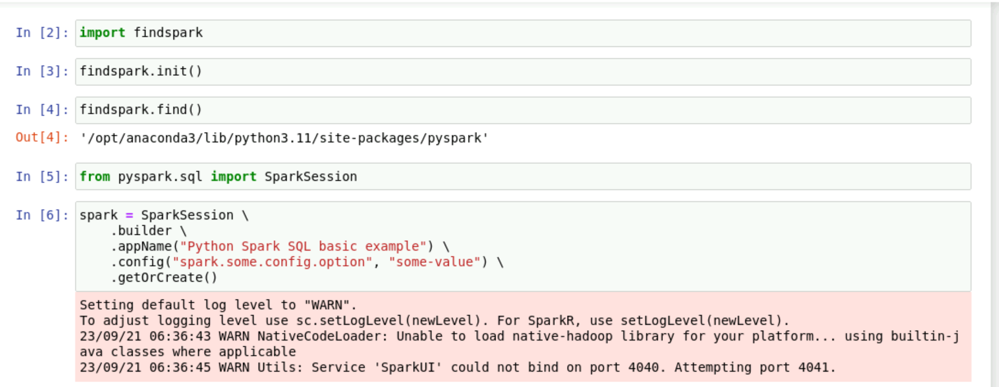 In [2]: import findspark
In [3]: findspark.init()
In [4]: findspark.find()
Out[4]: '/opt/anaconda3/lib/python3.11/site-packages/pyspark'
In [5]: from pyspark.sql import SparkSession
In [6]: spark = SparkSession \
    .builder \
    .appName("Python Spark SQL basic example") \
    .config("spark.some.config.option", "some-value") \
    .getOrCreate()
Setting default log level to "WARN".
To adjust logging level use sc.setLogLevel(newLevel). For SparkR, use setLogLevel(newLevel).
23/09/21 06:36:43 WARN NativeCodeLoader: Unable to load native-hadoop library for your platform... using builtin-j
ava classes where applicable
23/09/21 06:36:45 WARN Utils: Service 'SparkUI' could not bind on port 4040. Attempting port 4041.